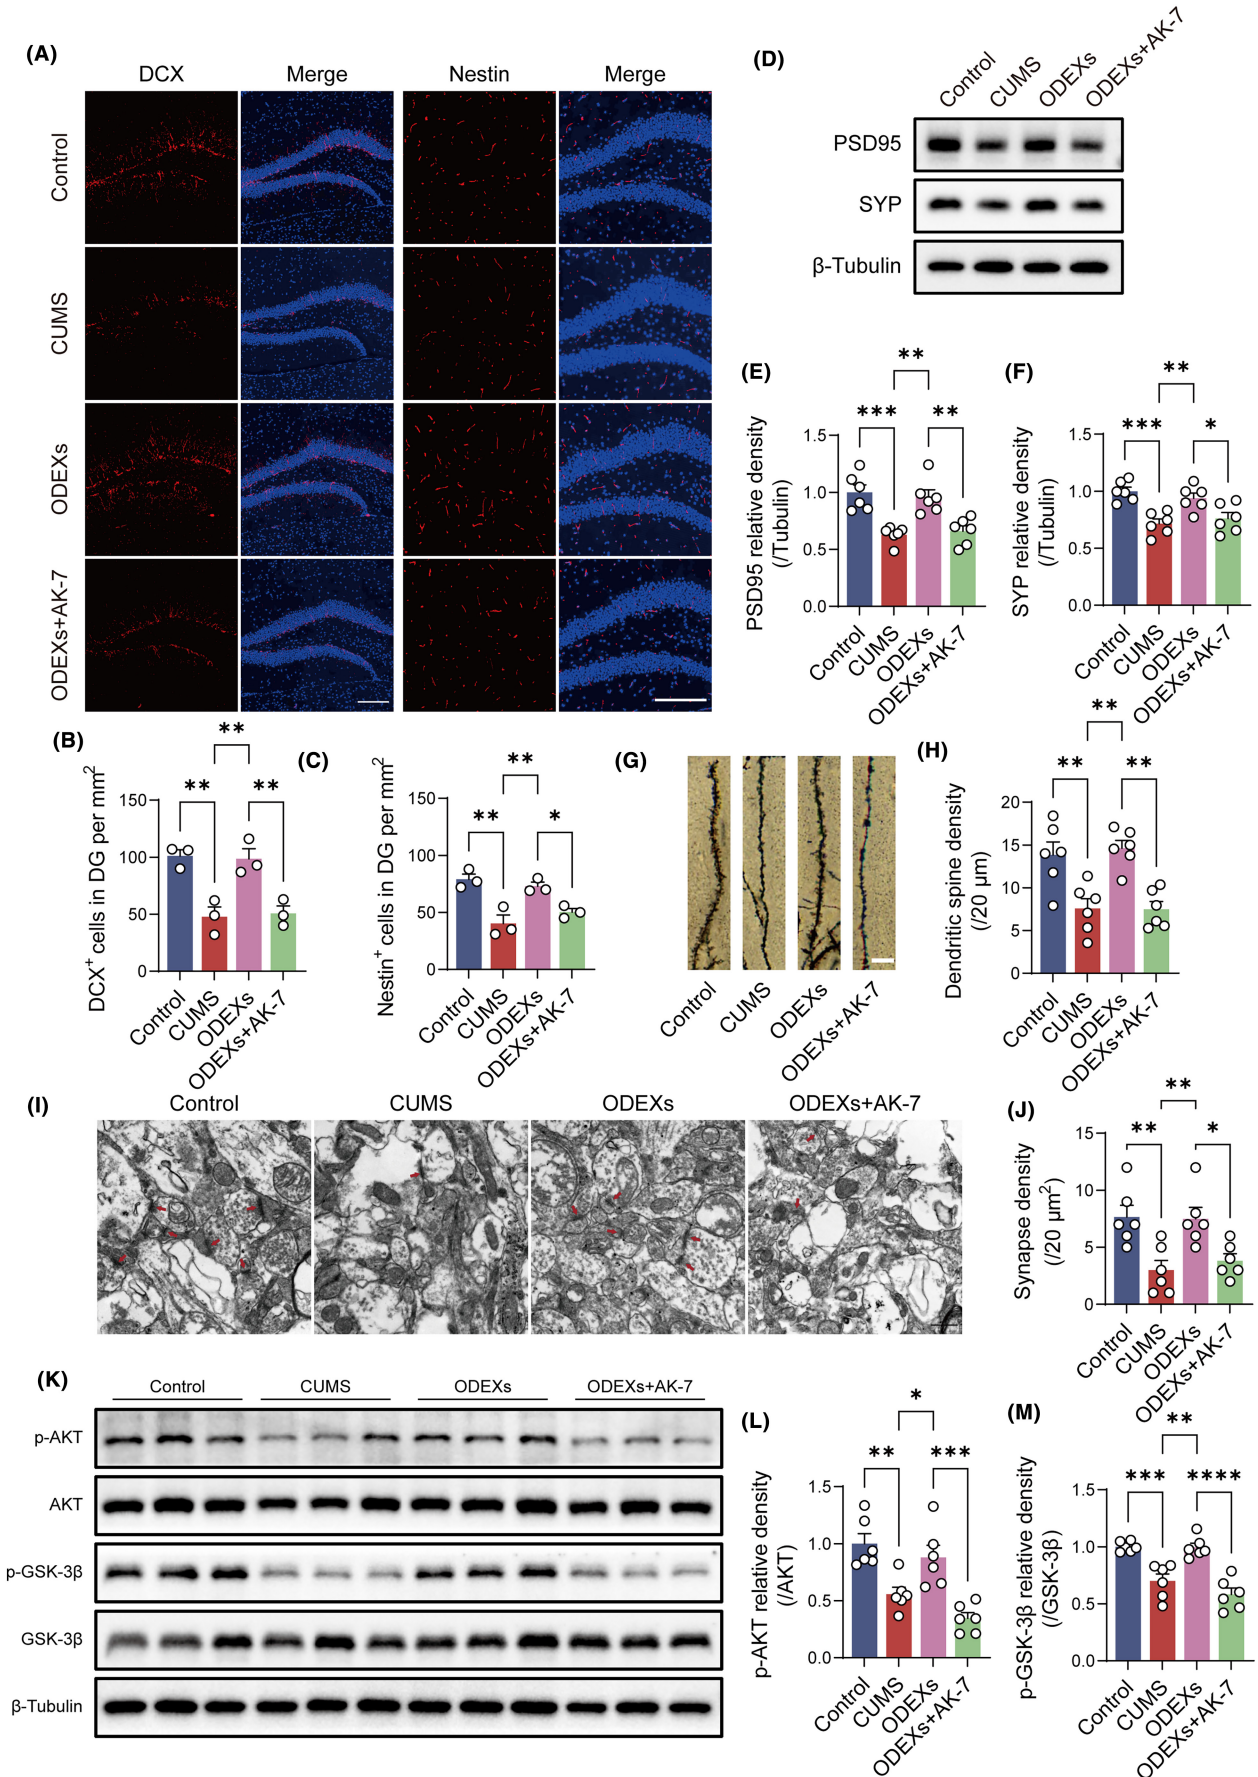 (A)
DCX Merge Nestin Merge
Control
CUMS
ODEXs
ODEXs+AK-7
(D)
Control CUMS ODEXs ODEXs+AK-7
PSD95
SYP
β-Tubulin
(E)
PSD95 relative density
(/Tubulin)
1.5
1.0
0.5
0.0
*** ** **
Control CUMS ODEXs ODEXs+AK-7
(F)
SYP relative density
(/Tubulin)
1.5
1.0
0.5
0.0
*** ** *
Control CUMS ODEXs ODEXs+AK-7
(B)
DCX+ cells in DG per mm2
150
100
50
0
** ** **
Control CUMS ODEXs ODEXs+AK-7
(C)
Nestin+ cells in DG per mm2
150
100
50
0
** ** *
Control CUMS ODEXs ODEXs+AK-7
(G)
Control CUMS ODEXs ODEXs+AK-7
(H)
Dendritic spine density
(/20 μm)
20
15
10
5
0
** ** **
Control CUMS ODEXs ODEXs+AK-7
(I)
Control CUMS ODEXs ODEXs+AK-7
(J)
Synapse density
(/20 μm2)
15
10
5
0
** ** *
Control CUMS ODEXs ODEXs+AK-7
(K)
Control CUMS ODEXs ODEXs+AK-7
p-AKT
AKT
p-GSK-3β
GSK-3β
β-Tubulin
(L)
p-AKT relative density
(/AKT)
1.5
1.0
0.5
0.0
** * ***
Control CUMS ODEXs ODEXs+AK-7
(M)
p-GSK-3β relative density
(/GSK-3β)
1.5
1.0
0.5
0.0
*** ** ****
Control CUMS ODEXs ODEXs+AK-7